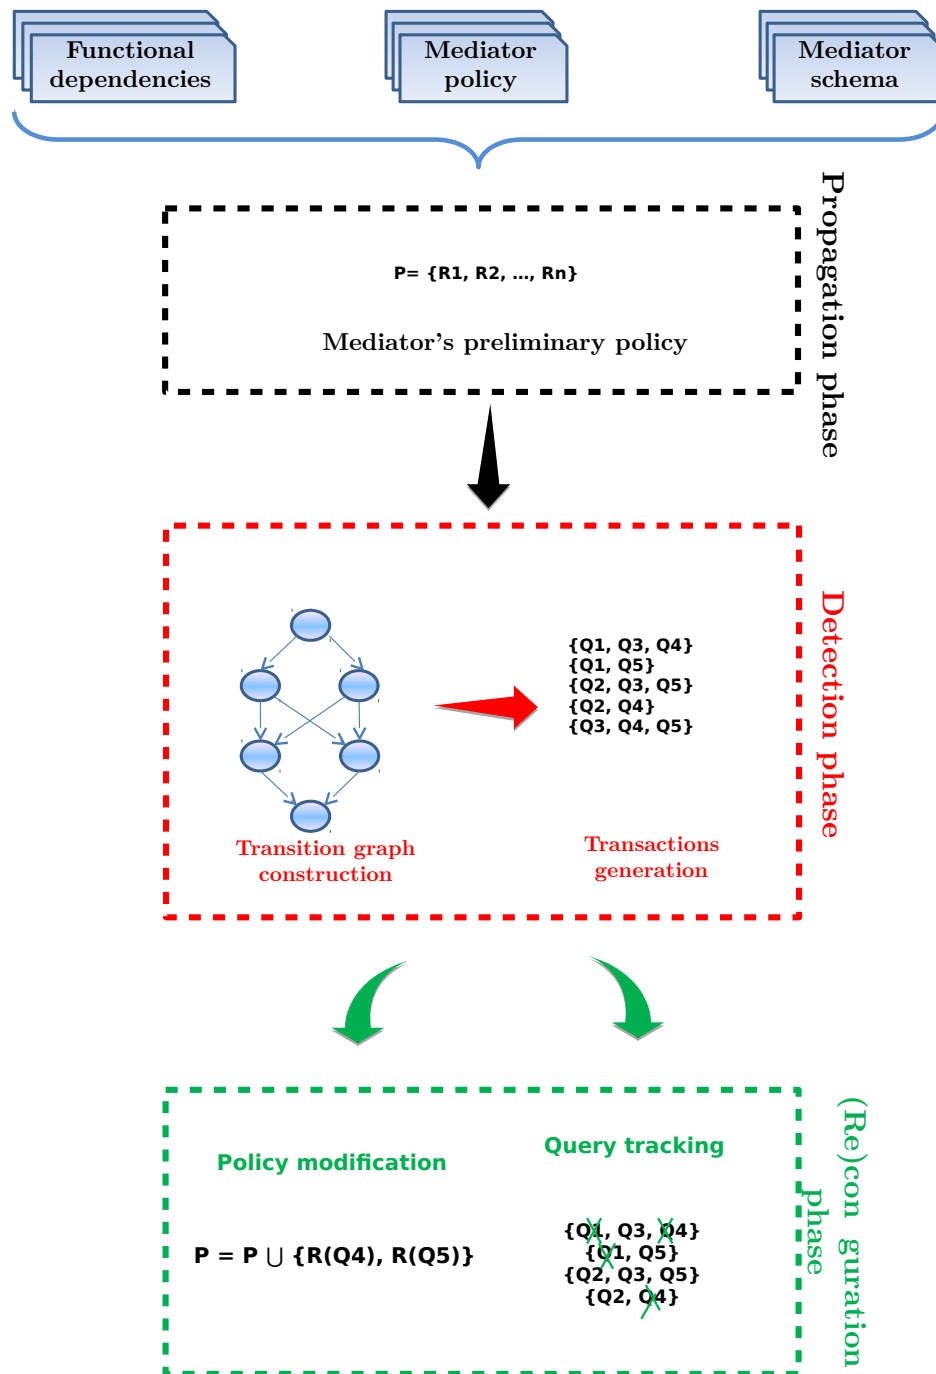 Functional
dependencies
Mediator
policy
Mediator
schema
Propagation phase
P= {R1, R2, ..., Rn}
Mediator's preliminary policy
Detection phase
{Q1, Q3, Q4}
{Q1, Q5}
{Q2, Q3, Q5}
{Q2, Q4}
{Q3, Q4, Q5}
Transition graph
construction
Transactions
generation
(Re)con guration
phase
Policy modification
P = P ∪ {R(Q4), R(Q5)}
Query tracking
{Q1, Q3, Q4}
{Q1, Q5}
{Q2, Q3, Q5}
{Q2, Q4}